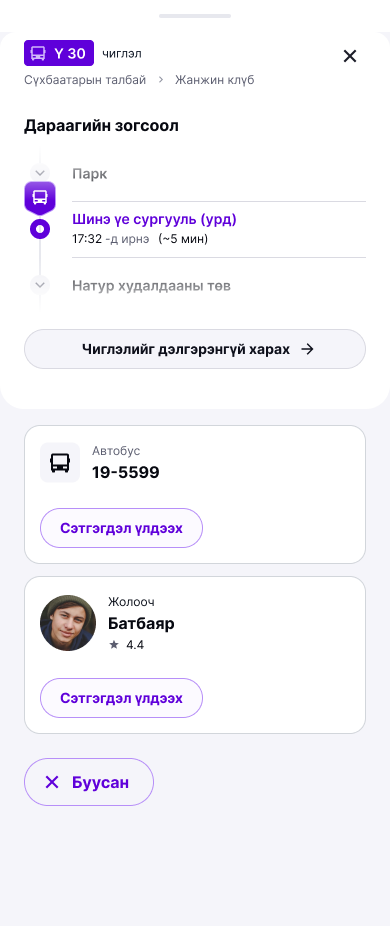 Ү 30 чиглэл
Сүхбаатарын талбай > Жанжин клуб
Дараагийн зогсоол
Парк
Шинэ үе сургууль (урд)
17:32 -д ирнэ (~5 мин)
Натур худалдааны төв
Чиглэлийг дэлгэрэнгүй харах →
Автобус
19-5599
Сэтгэгдэл үлдээх
Жолооч
Батбаяр
★ 4.4
Сэтгэгдэл үлдээх
Буусан